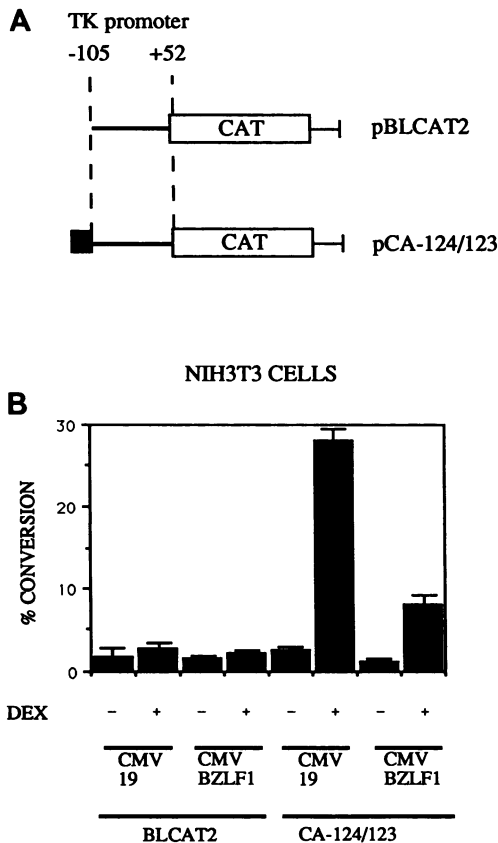 A
TK promoter
-105 +52
CAT pBLCAT2
CAT pCA-124/123
NIH3T3 CELLS
B
30
20
10
0
% CONVERSION
DEX - + - + - + - +
CMV CMV CMV CMV
19 BZLF1 19 BZLF1
BLCAT2 CA-124/123